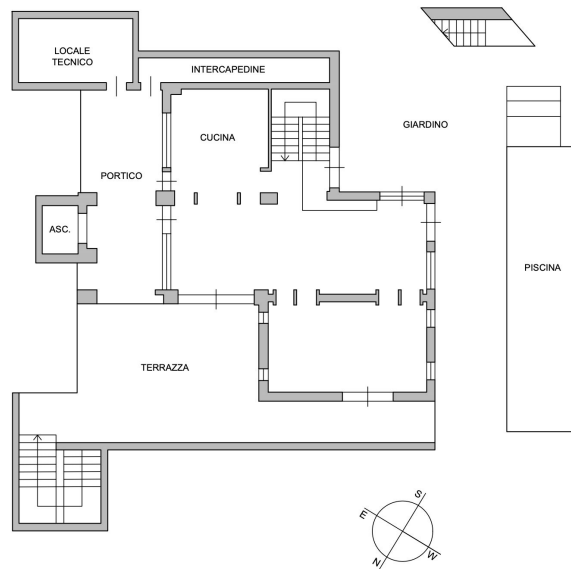 LOCALE
TECNICO
INTERCAPEDINE
GIARDINO
CUCINA
PORTICO
ASC.
PISCINA
TERRAZZA
S
E
W
N